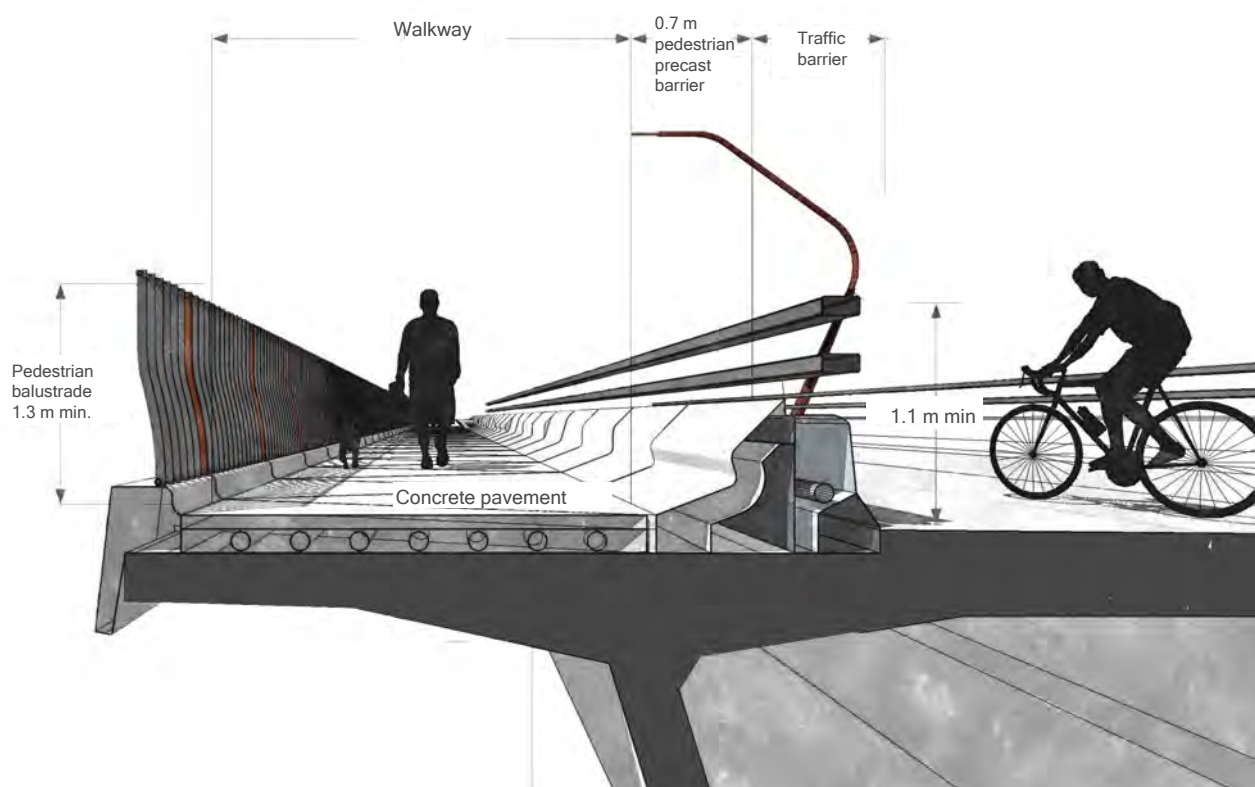 Walkway
0.7 m
pedestrian
precast
barrier
Traffic
barrier
Pedestrian
balustrade
1.3 m min.
1.1 m min
Concrete pavement